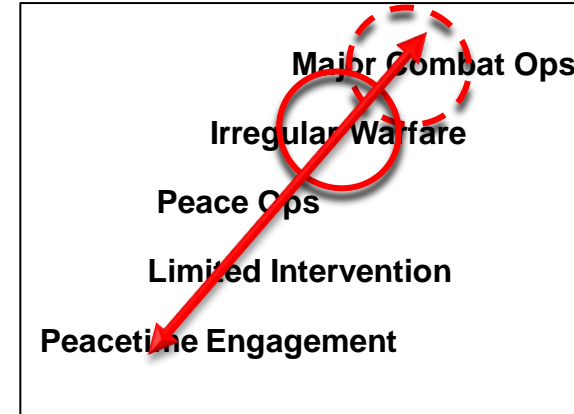 Major Combat Ops
Irregular Warfare
Peace Ops
Limited Intervention
Peacetime Engagement